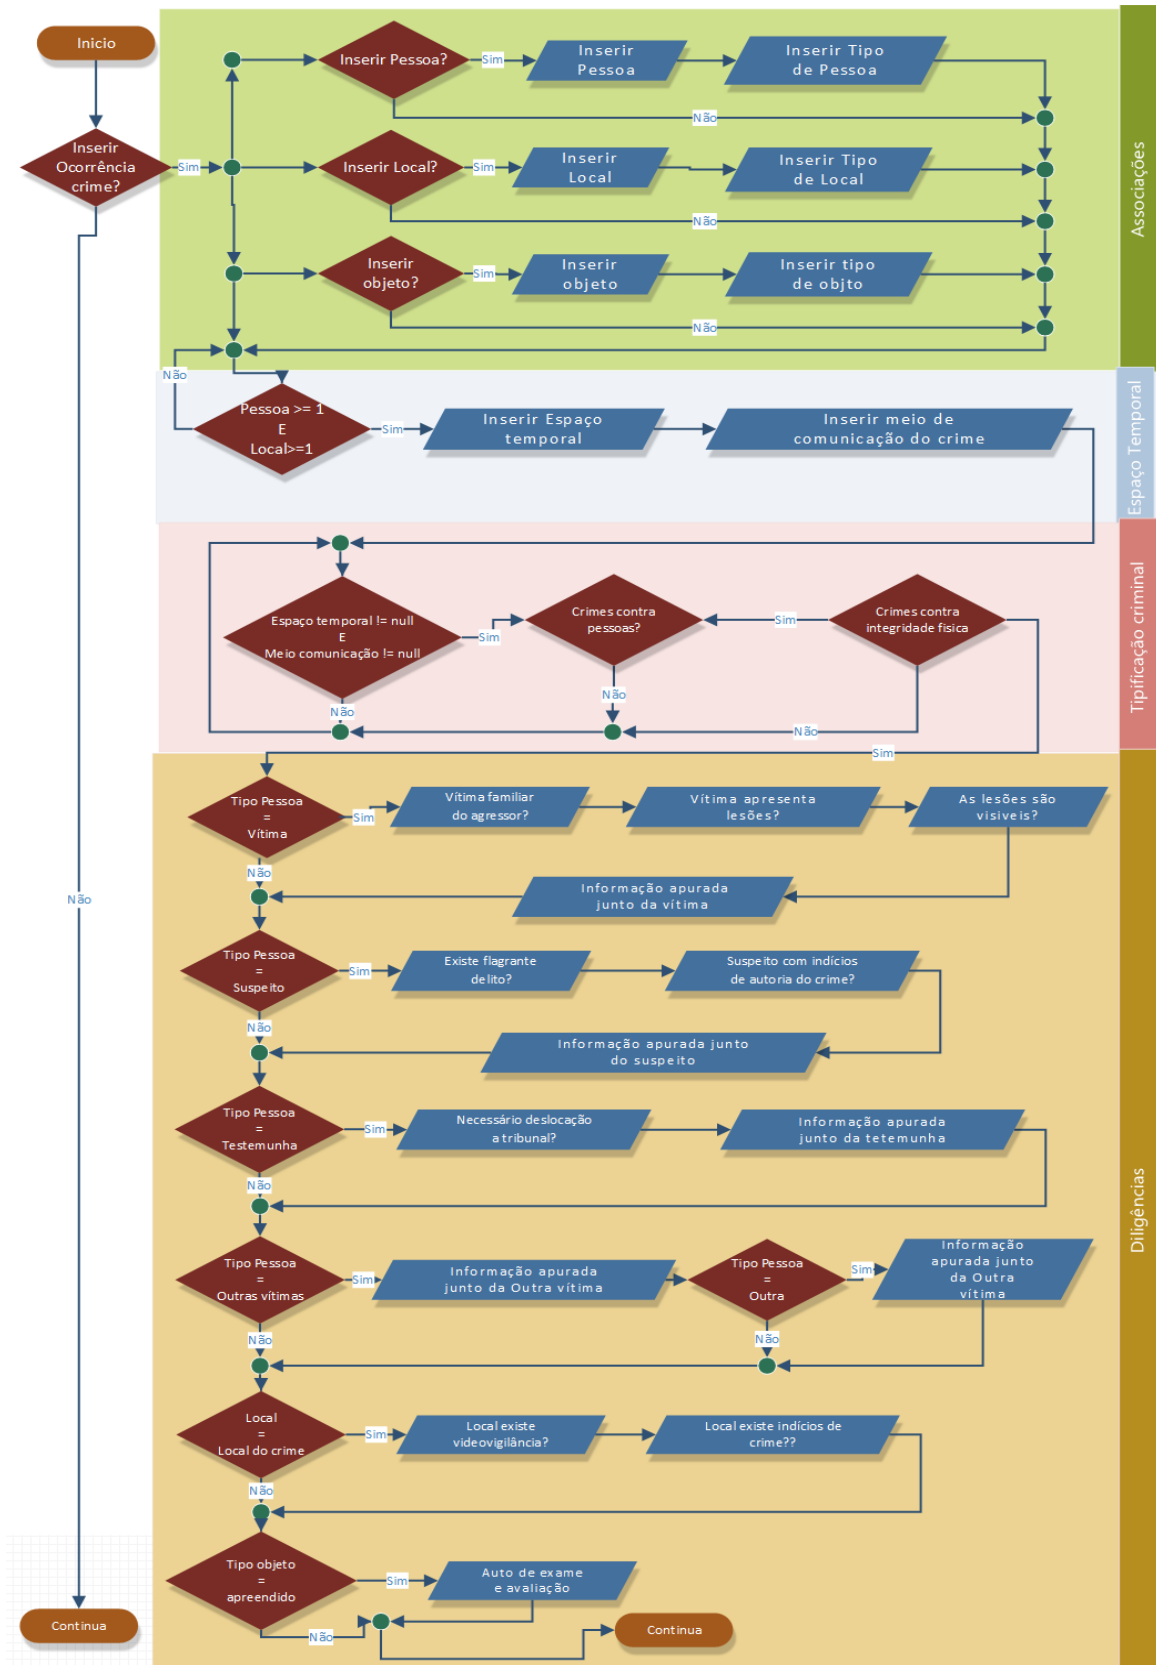 Inicio
Inserir
Ocorrência
crime?
Sim
Inserir Pessoa?
Sim
Inserir
Pessoa
Inserir Tipo
de Pessoa
Não
Inserir Local?
Sim
Inserir
Local
Inserir Tipo
de Local
Não
Inserir
objeto?
Sim
Inserir
objeto
Inserir tipo
de objto
Não
Associações
Não
Pessoa >= 1
E
Local>=1
Sim
Inserir Espaço
temporal
Inserir meio de
comunicação do crime
Espaço Temporal
Espaço temporal != null
E
Meio comunicação != null
Sim
Crimes contra
pessoas?
Sim
Crimes contra
integridade fisica
Não
Não
Não
Tipificação criminal
Sim
Tipo Pessoa
=
Vítima
Sim
Vítima familiar
do agressor?
Vítima apresenta
lesões?
As lesões são
visiveis?
Não
Informação apurada
junto da vítima
Não
Tipo Pessoa
=
Suspeito
Sim
Existe flagrante
delito?
Suspeito com indícios
de autoria do crime?
Não
Informação apurada junto
do suspeito
Tipo Pessoa
=
Testemunha
Sim
Necessário deslocação
a tribunal?
Informação apurada
junto da tetemunha
Não
Tipo Pessoa
=
Outras vítimas
Sim
Informação apurada
junto da Outra vítima
Tipo Pessoa
=
Outra
Sim
Informação
apurada junto
da Outra
vítima
Não
Não
Local
=
Local do crime
Sim
Local existe
videovigilância?
Local existe indícios de
crime??
Não
Tipo objeto
=
apreendido
Sim
Auto de exame
e avaliação
Não
Continua
Continua
Diligências